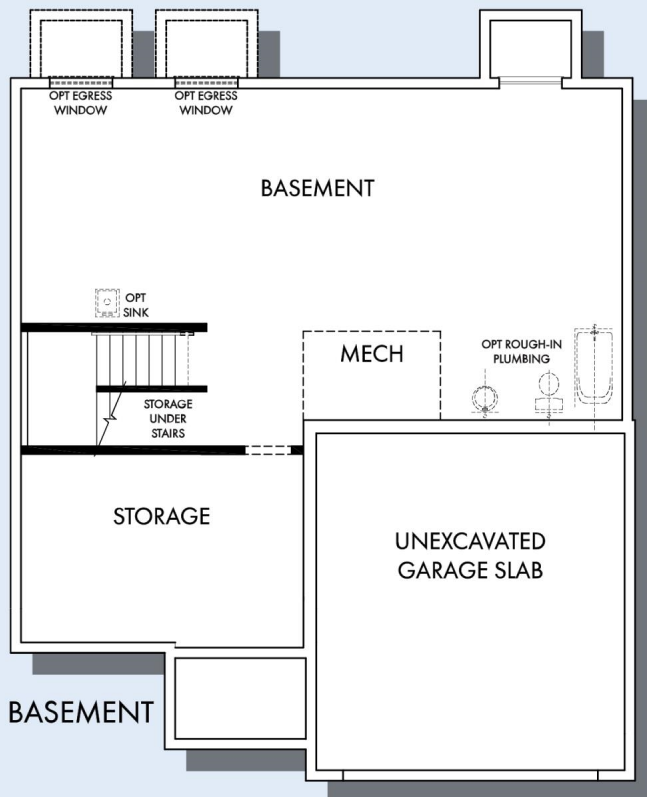 OPT EGRESS
WINDOW
OPT EGRESS
WINDOW
BASEMENT
OPT
SINK
MECH
OPT ROUGH-IN
PLUMBING
STORAGE
UNDER
STAIRS
STORAGE
UNEXCAVATED
GARAGE SLAB
BASEMENT